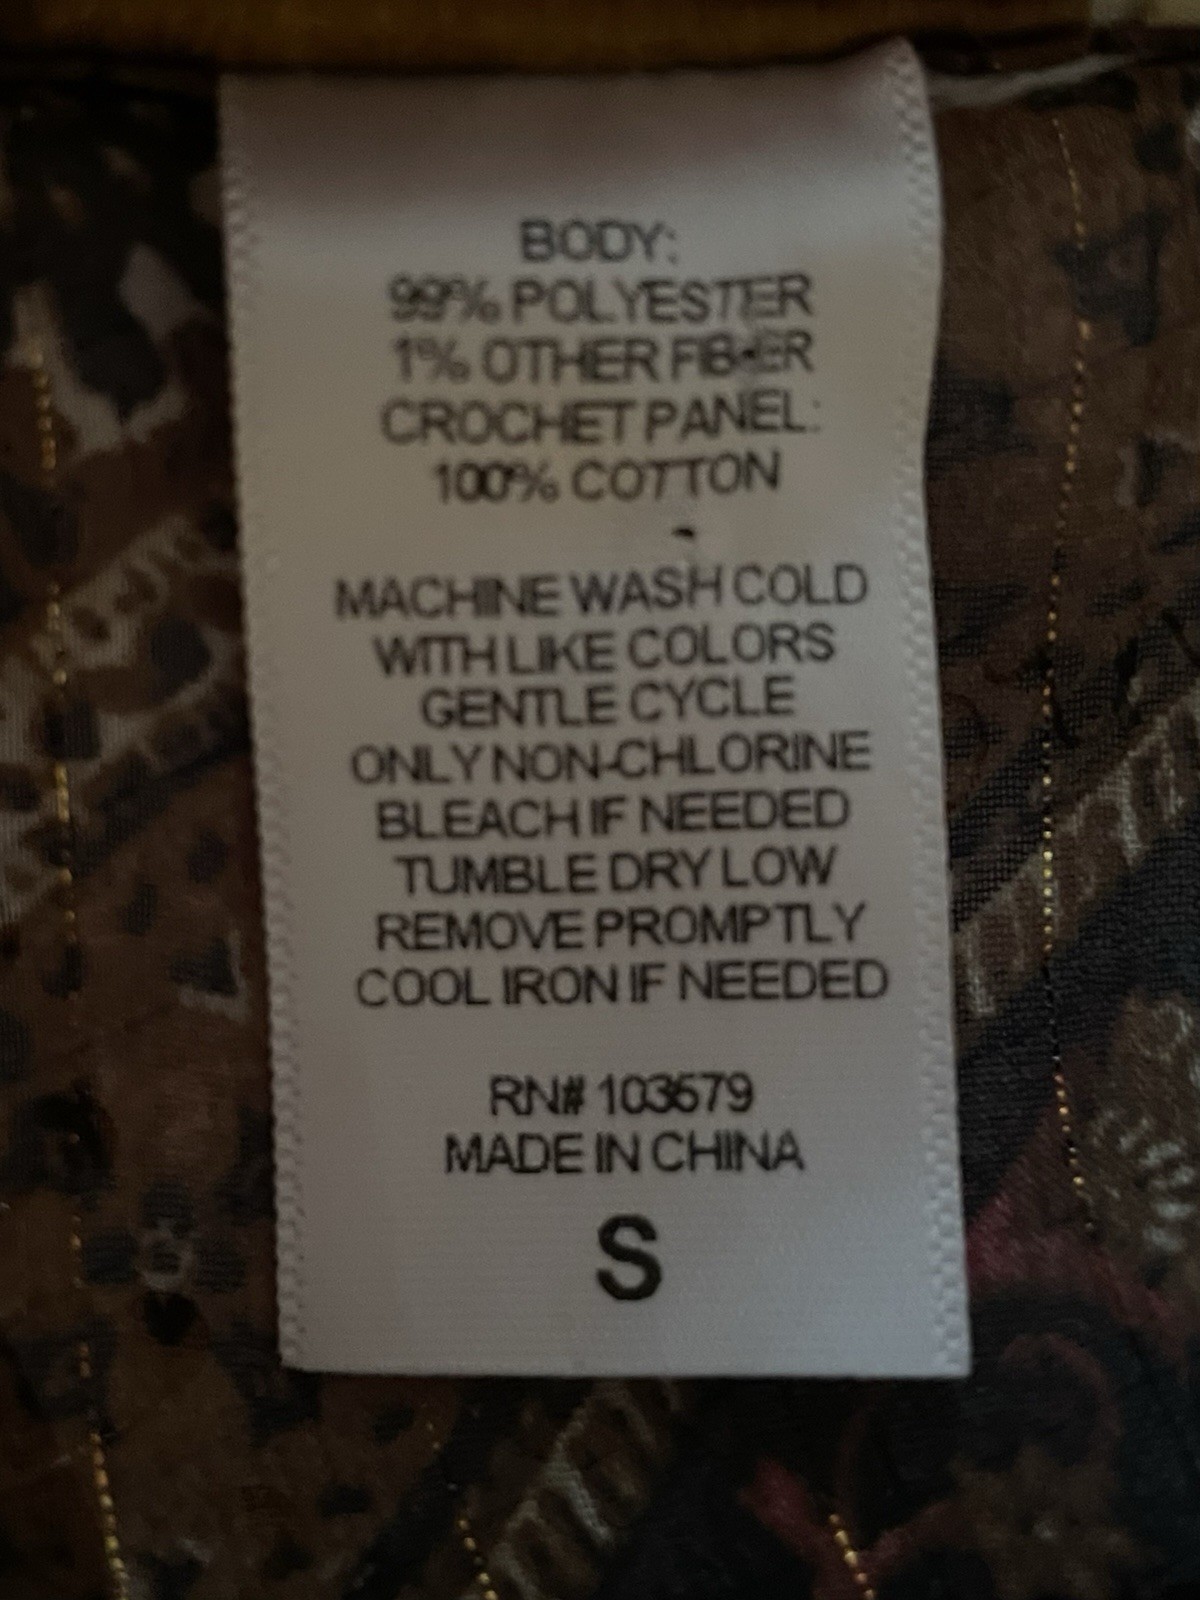 BODY:
99% POLYESTER
1% OTHER FIBER
CROCHET PANEL:
100% COTTON
MACHINE WASH COLD
WITH LIKE COLORS
GENTLE CYCLE
ONLY NON-CHLORINE
BLEACH IF NEEDED
TUMBLE DRY LOW
REMOVE PROMPTLY
COOL IRON IF NEEDED
RN# 103679
MADE IN CHINA
S